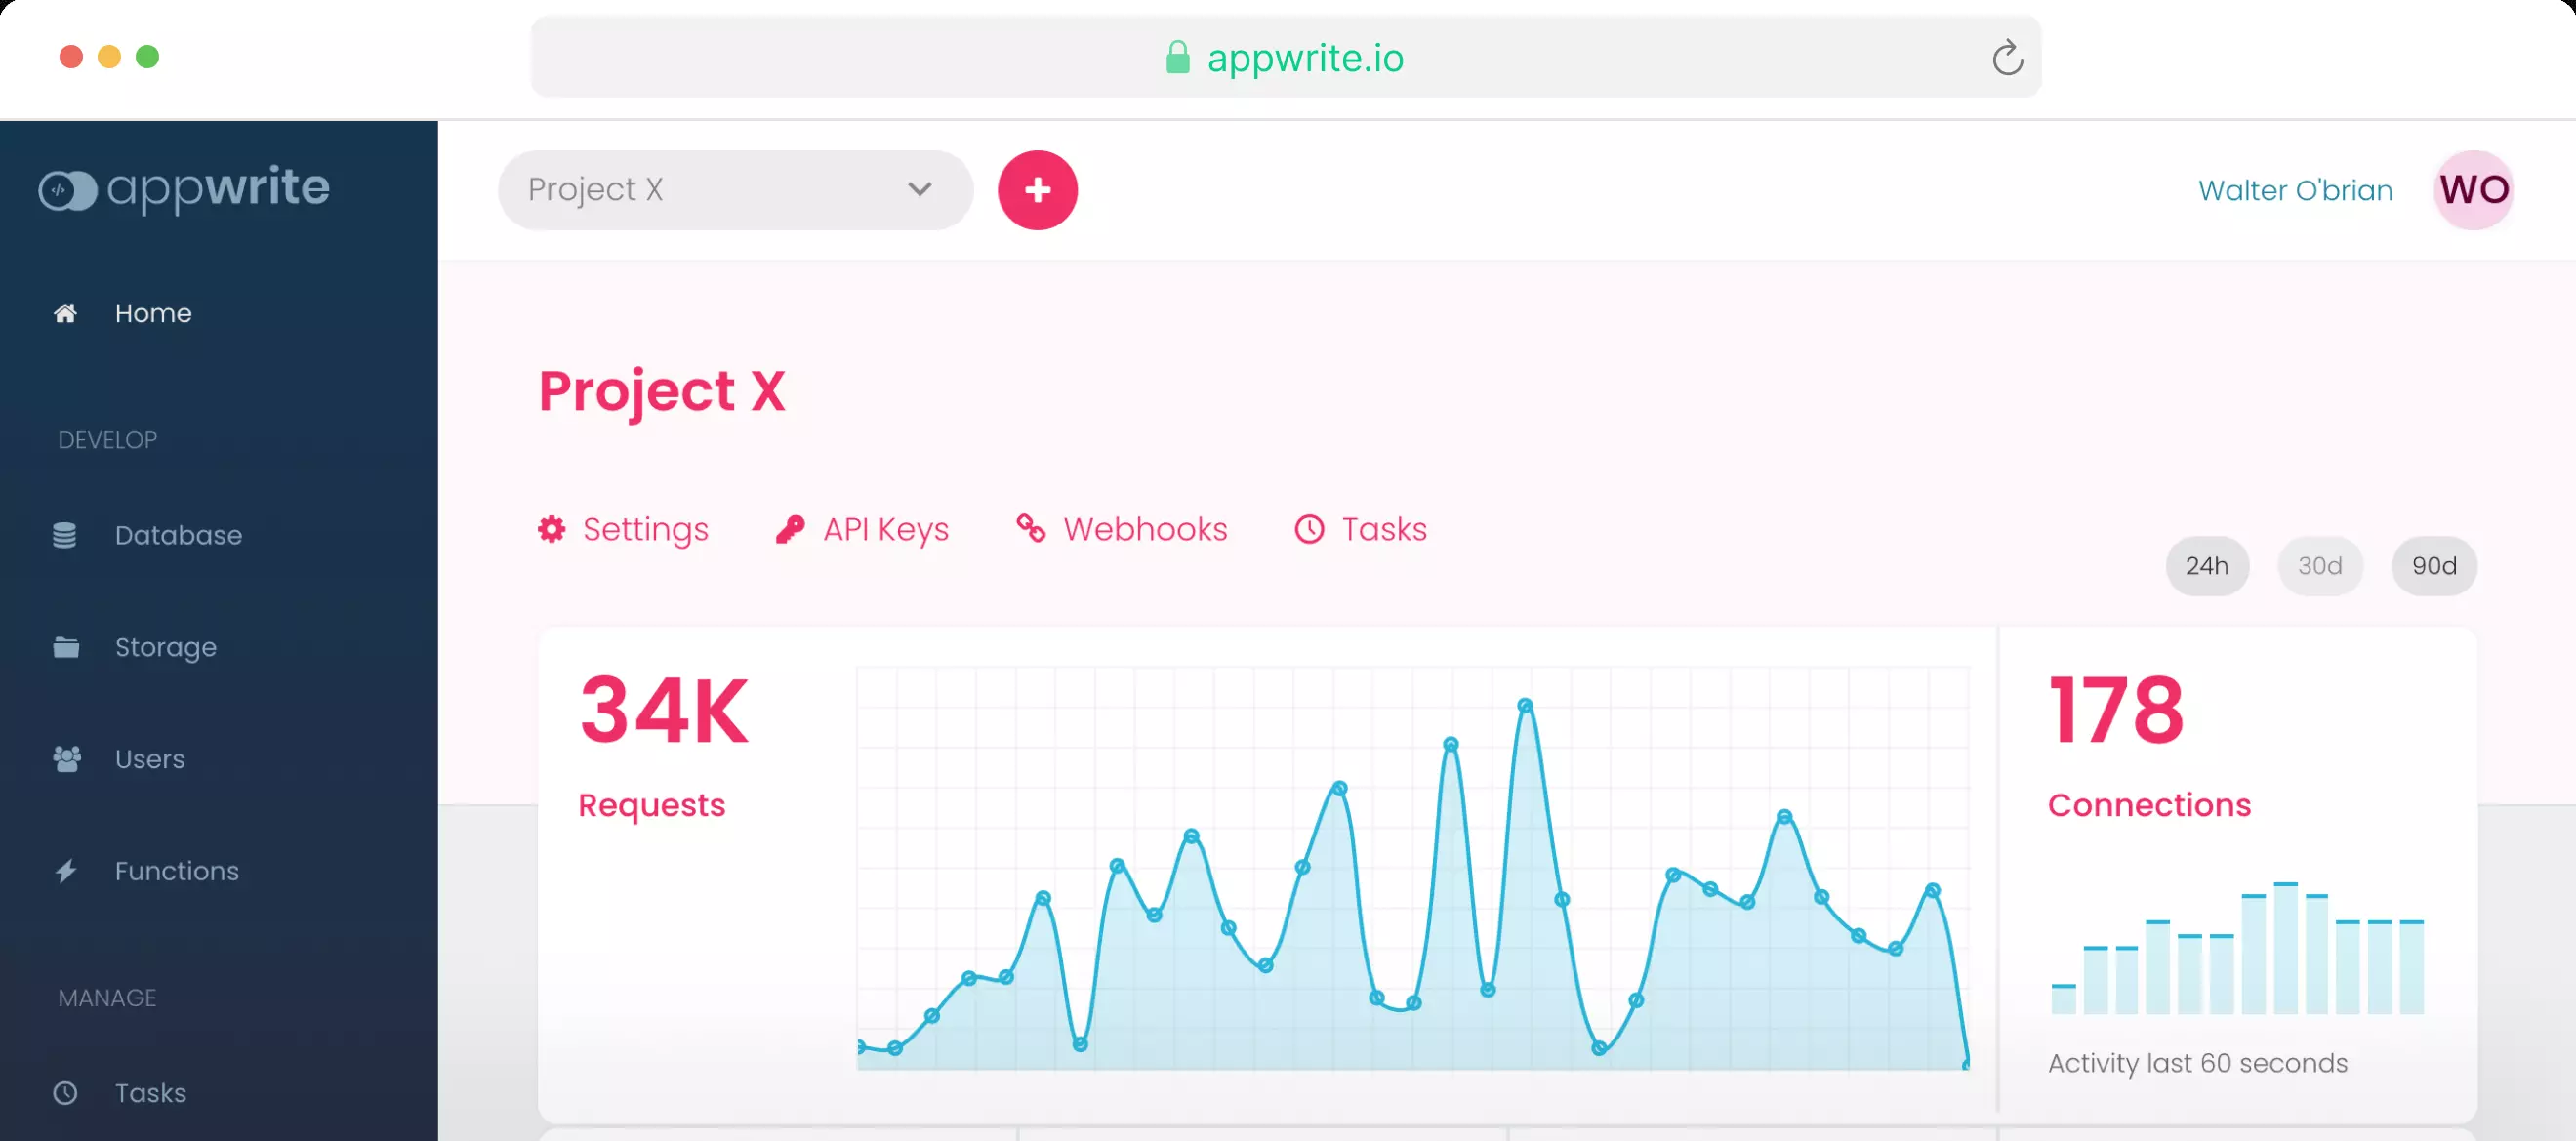 appwrite.io
appwrite
Project X
Walter O'brian
WO
Home
DEVELOP
Database
Storage
Users
Functions
MANAGE
Tasks
Project X
Settings
API Keys
Webhooks
Tasks
24h
30d
90d
34K
Requests
178
Connections
Activity last 60 seconds